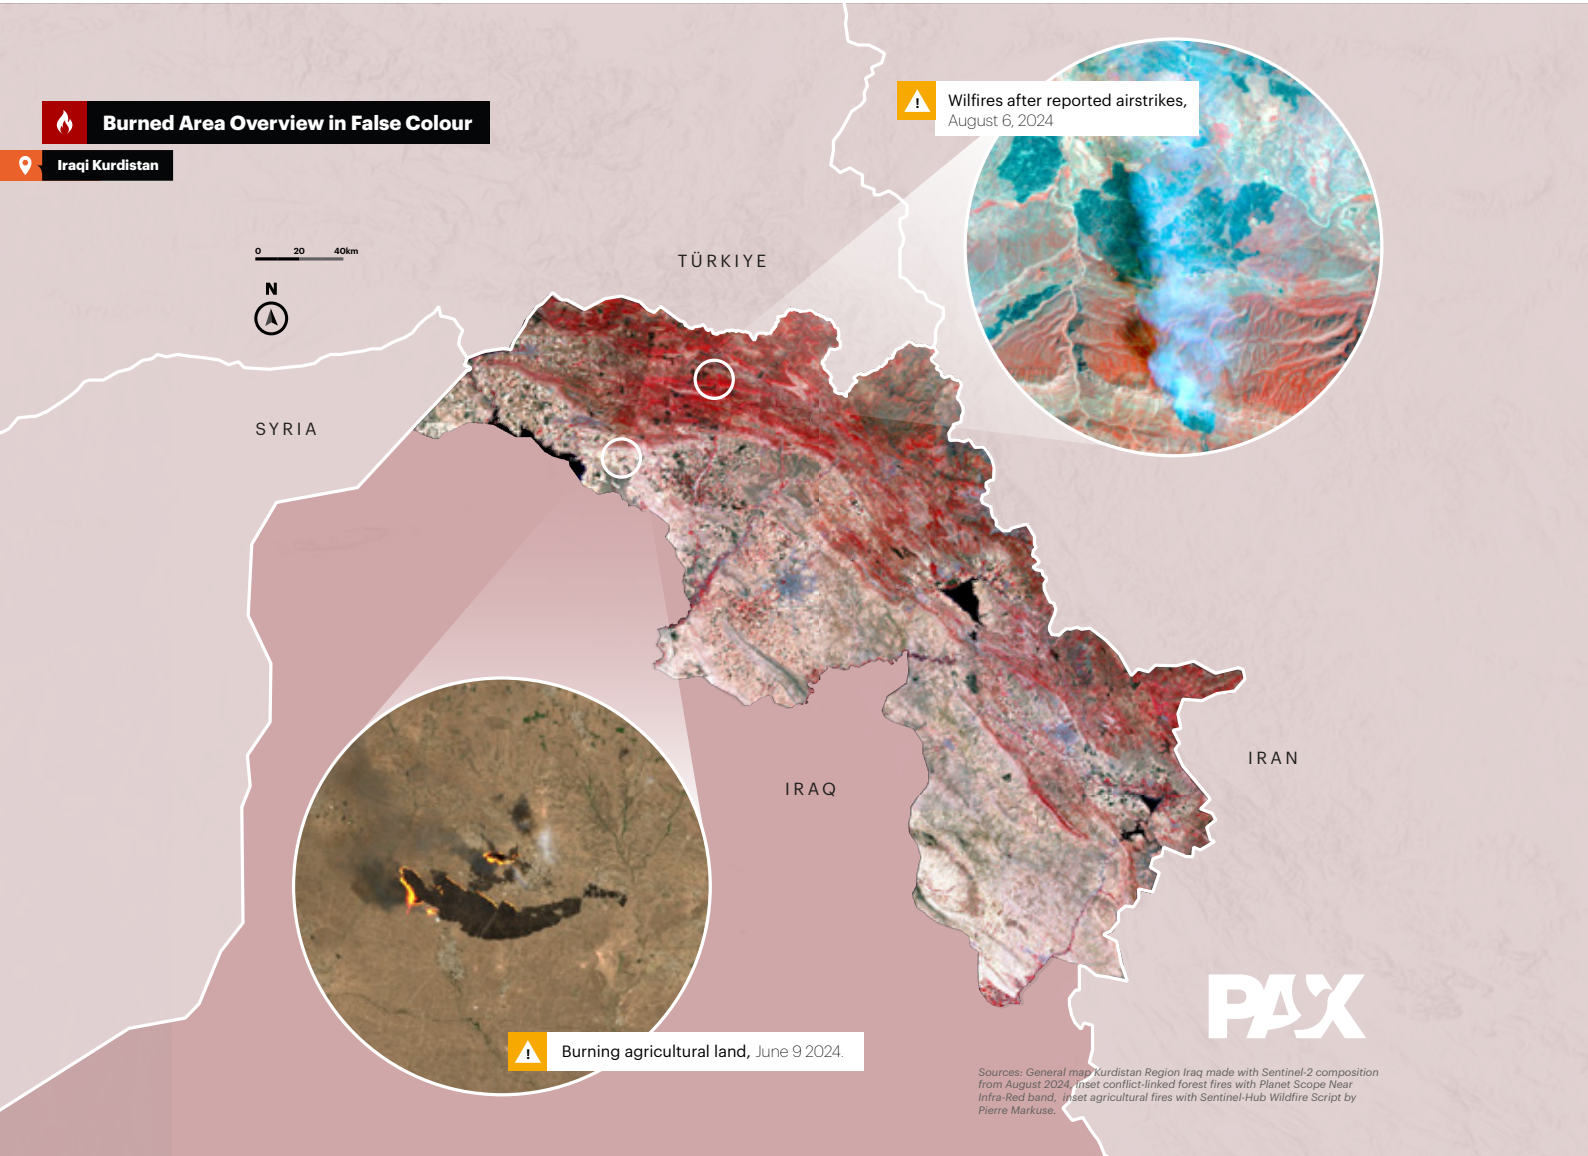 Burned Area Overview in False Colour
Iraqi Kurdistan
Wilfires after reported airstrikes,
August 6, 2024
0 20 40km
N
TÜRKIYE
SYRIA
IRAQ
IRAN
Burning agricultural land, June 9 2024.
PAX
Sources: General map Kurdistan Region Iraq made with Sentinel-2 composition
from August 2024, inset conflict-linked forest fires with Planet Scope Near
Infra-Red band, inset agricultural fires with Sentinel-Hub Wildfire Script by
Pierre Markuse.